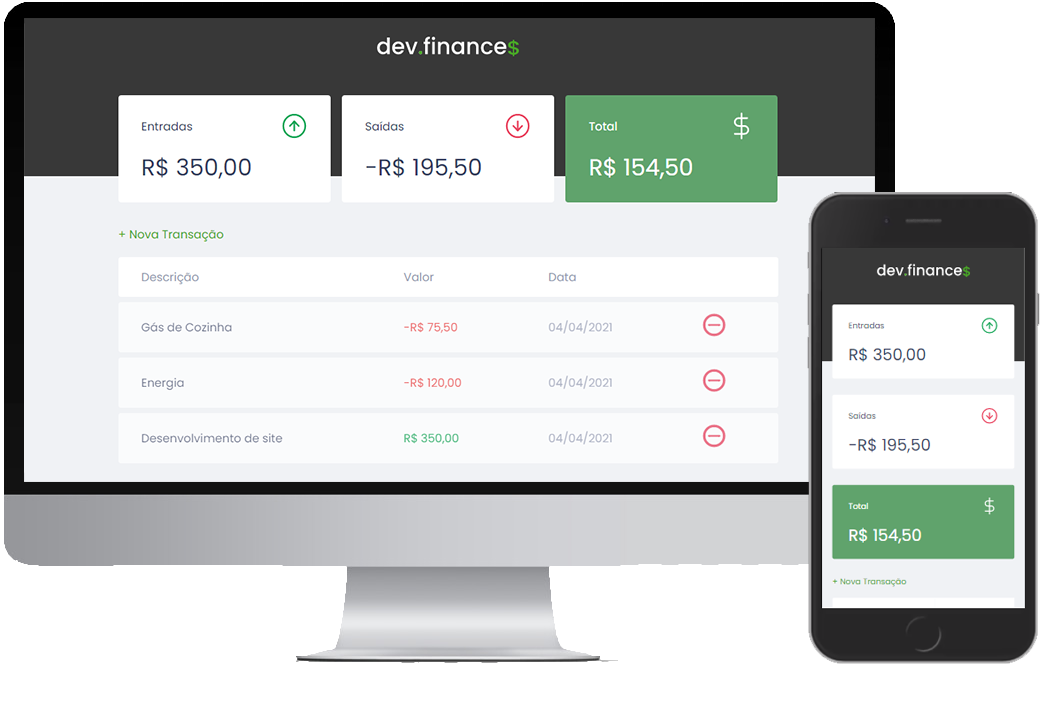 dev.finance$
Entradas
R$ 350,00
Saídas
-R$ 195,50
Total
$
R$ 154,50
+ Nova Transação
Descrição Valor Data
Gás de Cozinha -R$ 75,50 04/04/2021
Energia -R$ 120,00 04/04/2021
Desenvolvimento de site R$ 350,00 04/04/2021
dev.finance$
Entradas
R$ 350,00
Saídas
-R$ 195,50
Total
$
R$ 154,50
+ Nova Transação